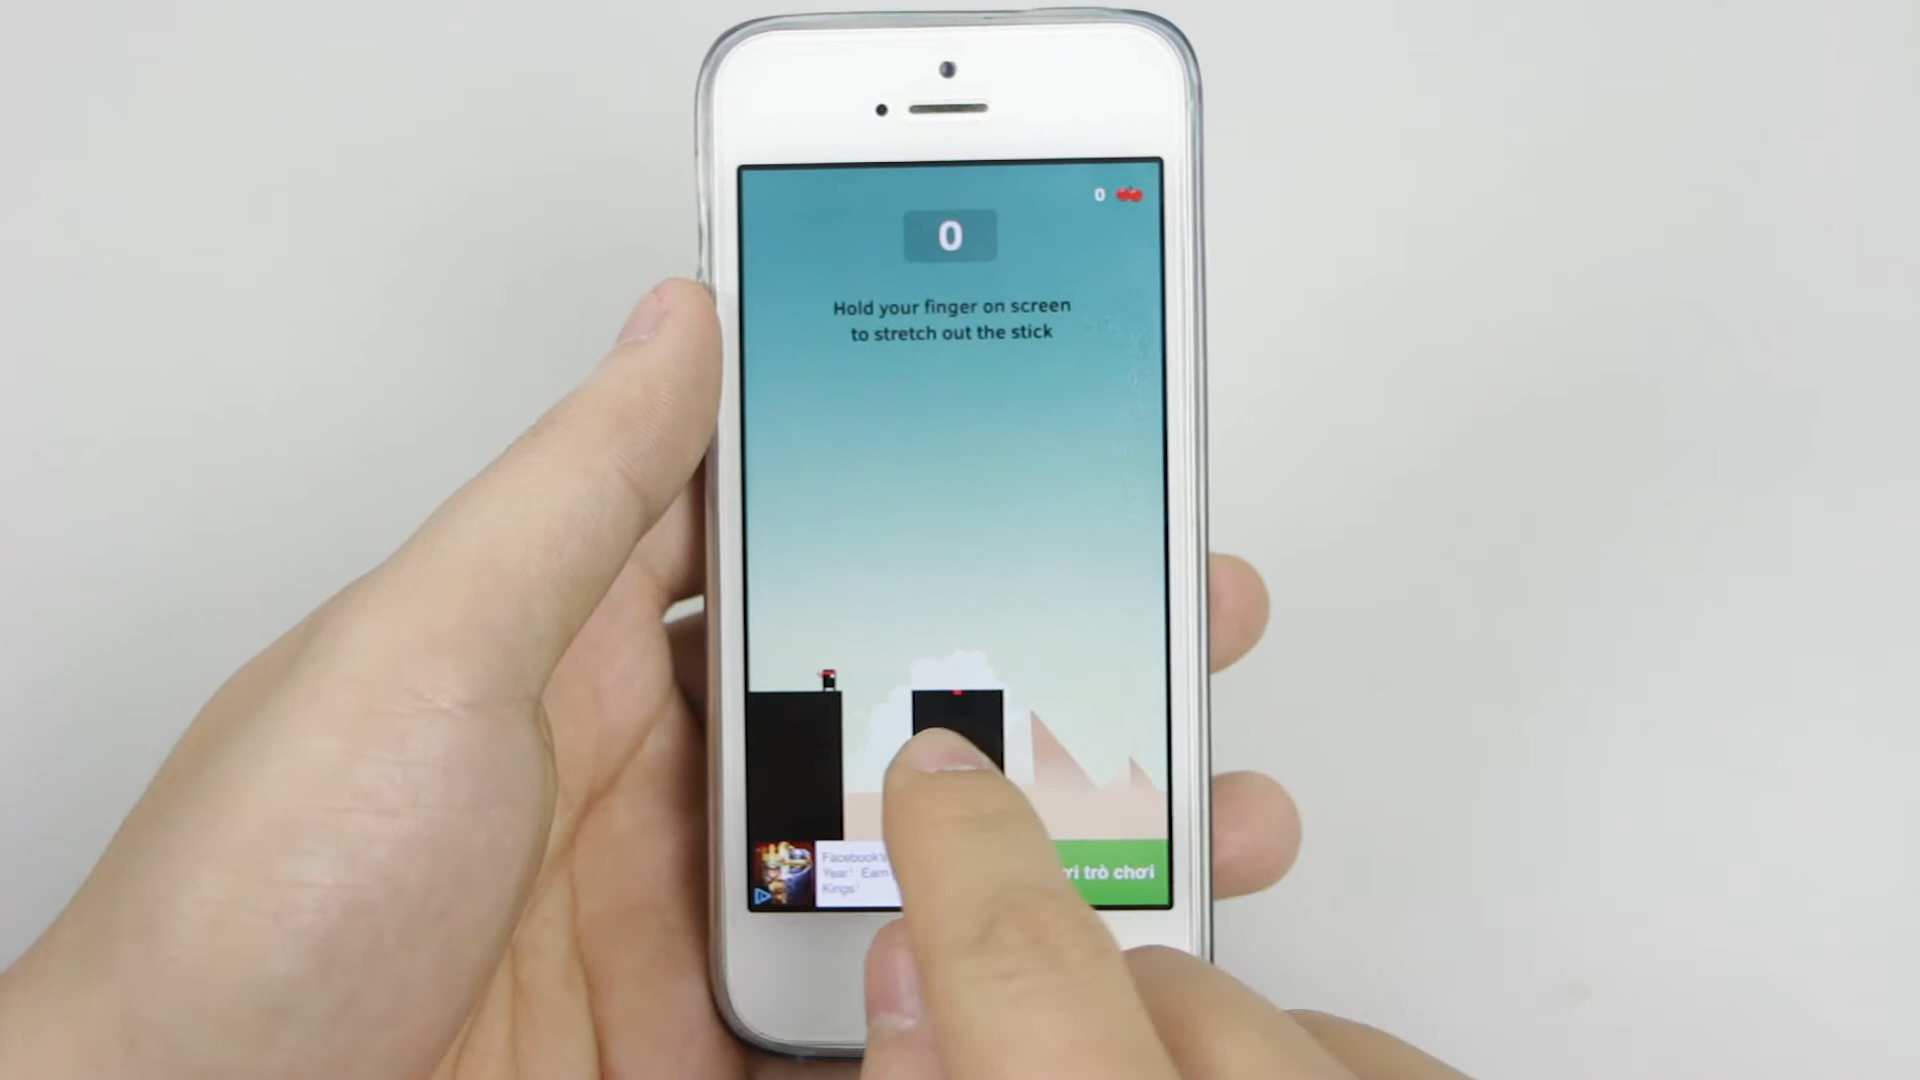 0
0
Hold your finger on screen
to stretch out the stick
Facebook's
Year! Earn
Kings!
trò chơi